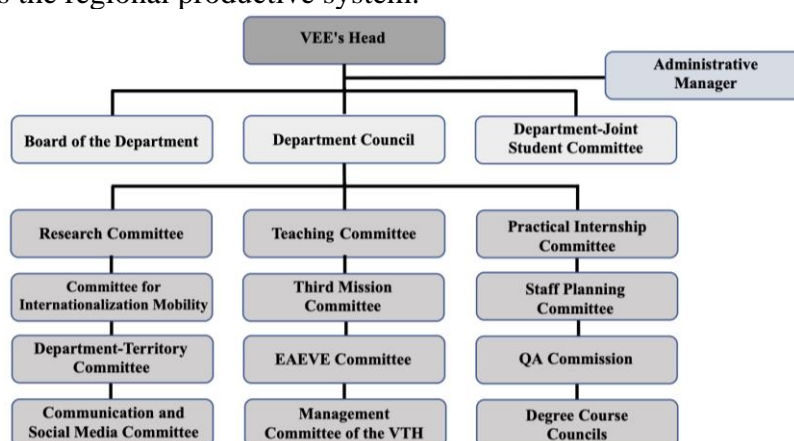 s the regional productive system.
VEE's Head
Administrative
Manager
Board of the Department
Department Council
Department-Joint
Student Committee
Research Committee
Teaching Committee
Practical Internship
Committee
Committee for
Internationalization Mobility
Third Mission
Committee
Staff Planning
Committee
Department-Territory
Committee
EAEVE Committee
QA Commission
Communication and
Social Media Committee
Management
Committee of the VTH
Degree Course
Councils